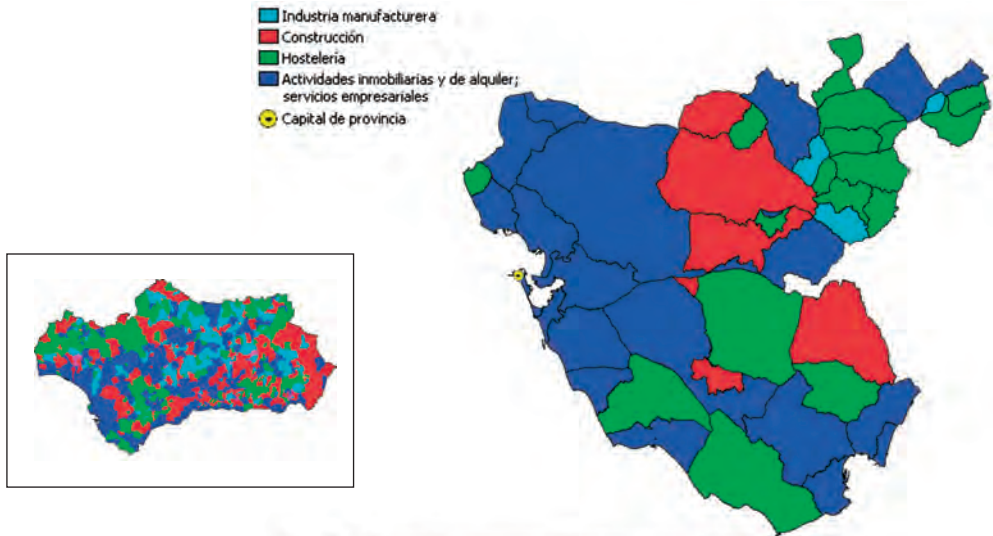 Industria manufacturera
Construcción
Hostelería
Actividades inmobiliarias y de alquiler;
servicios empresariales
Capital de provincia